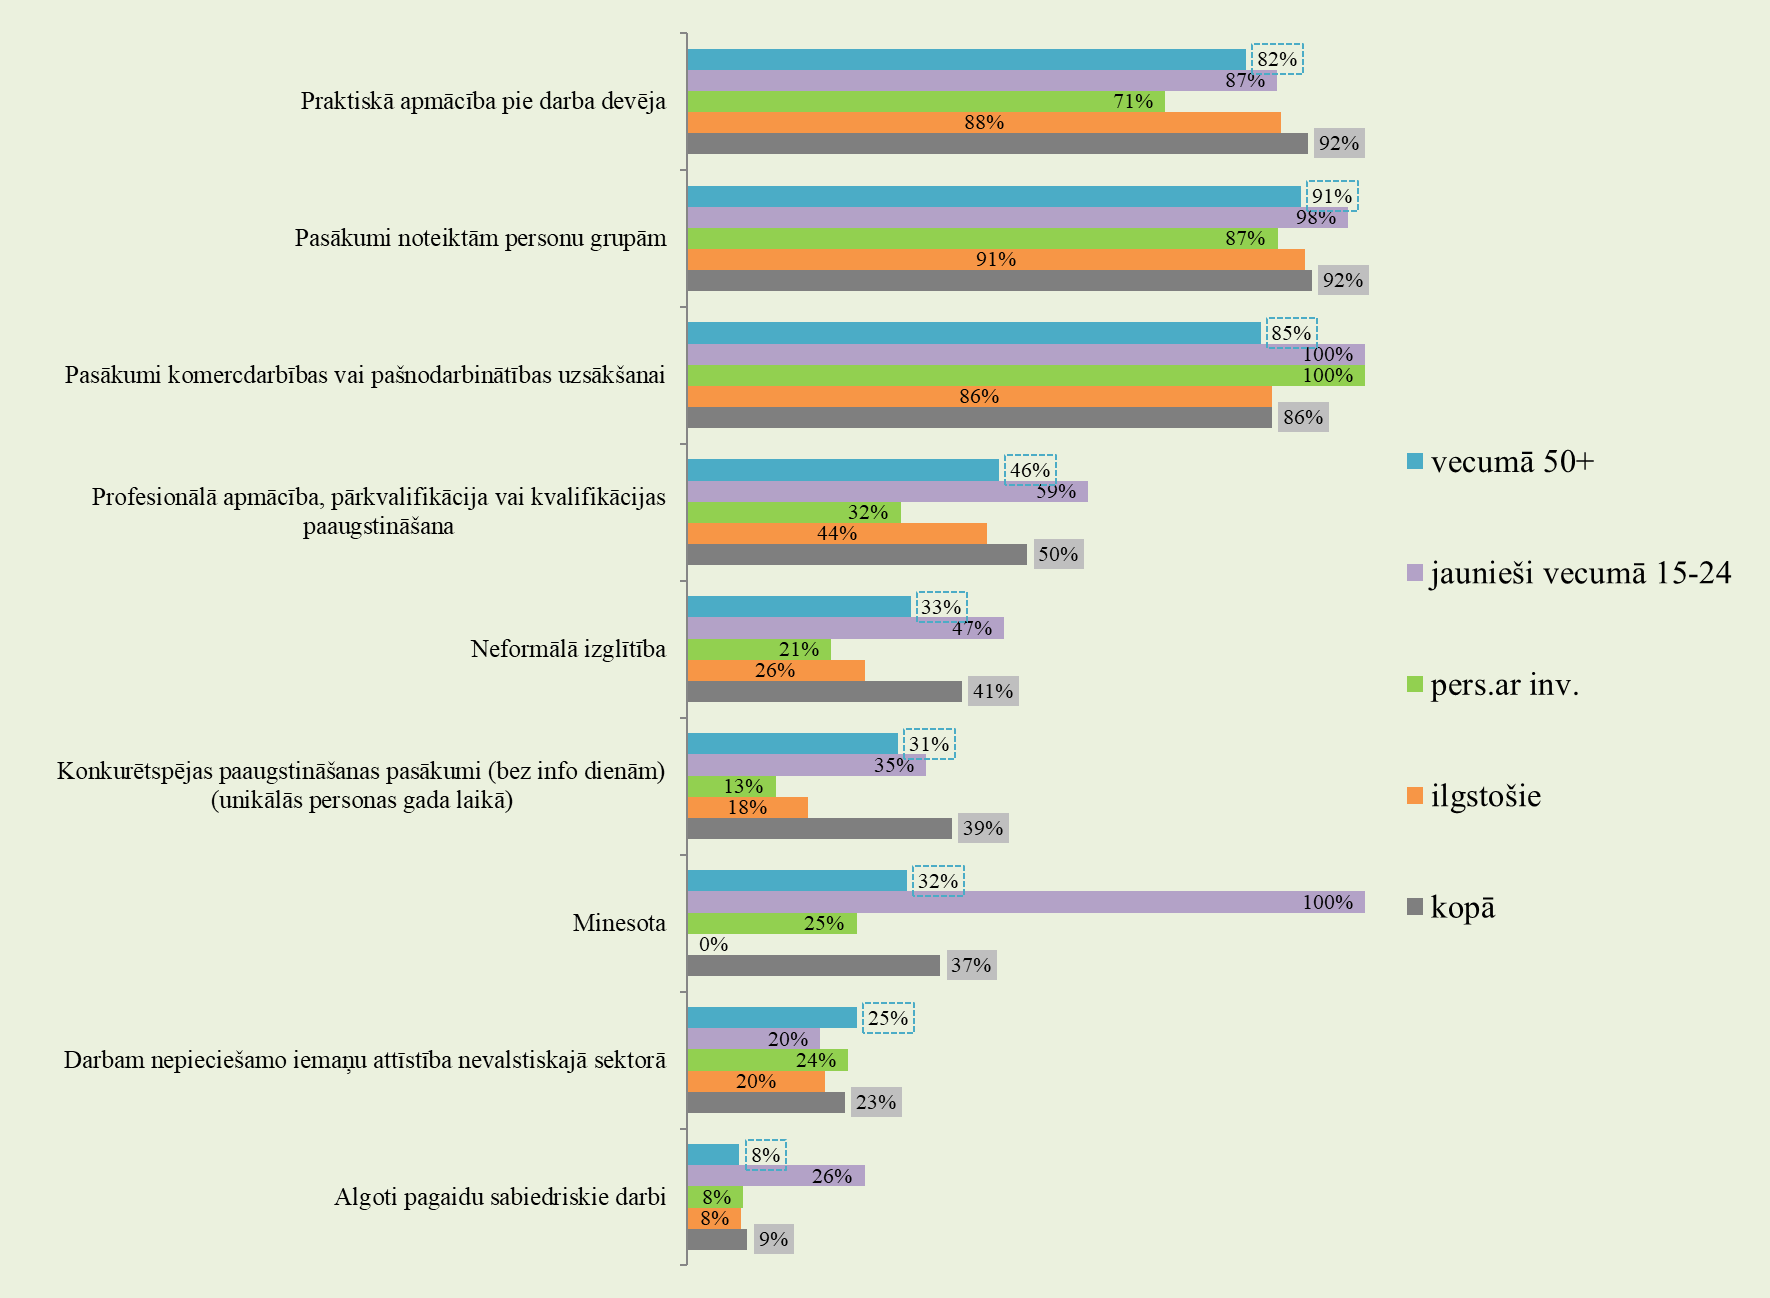 Praktiskā apmācība pie darba devēja
82%
87%
71%
88%
92%
Pasākumi noteiktām personu grupām
91%
98%
87%
91%
92%
Pasākumi komercdarbības vai pašnodarbinātības uzsākšanai
85%
100%
100%
86%
86%
Profesionālā apmācība, pārkvalifikācija vai kvalifikācijas
paaugstināšana
46%
59%
32%
44%
50%
Neformālā izglītība
33%
47%
21%
26%
41%
Konkurētspējas paaugstināšanas pasākumi (bez info dienām)
(unikālās personas gada laikā)
31%
35%
13%
18%
39%
Minesota
32%
100%
25%
0%
37%
Darbam nepieciešamo iemaņu attīstība nevalstiskajā sektorā
25%
20%
24%
20%
23%
Algoti pagaidu sabiedriskie darbi
8%
26%
8%
8%
9%
vecumā 50+
jaunieši vecumā 15-24
pers.ar inv.
ilgstošie
kopā